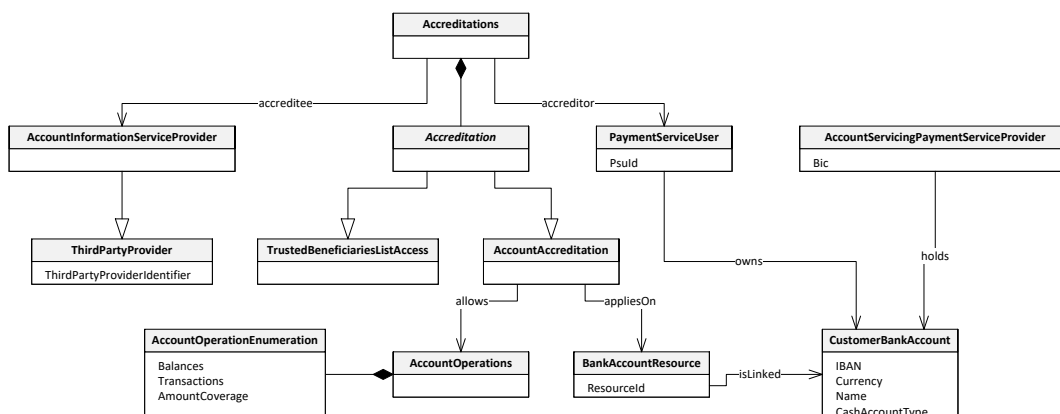 Accreditations
accreditee
accreditor
AccountInformationServiceProvider
Accreditation
PaymentServiceUser
PsuId
AccountServicingPaymentServiceProvider
Bic
ThirdPartyProvider
ThirdPartyProviderIdentifier
TrustedBeneficiariesListAccess
AccountAccreditation
owns
holds
allows
appliesOn
AccountOperationEnumeration
Balances
Transactions
AmountCoverage
AccountOperations
BankAccountResource
ResourceId
isLinked
CustomerBankAccount
IBAN
Currency
Name
CashAccountType